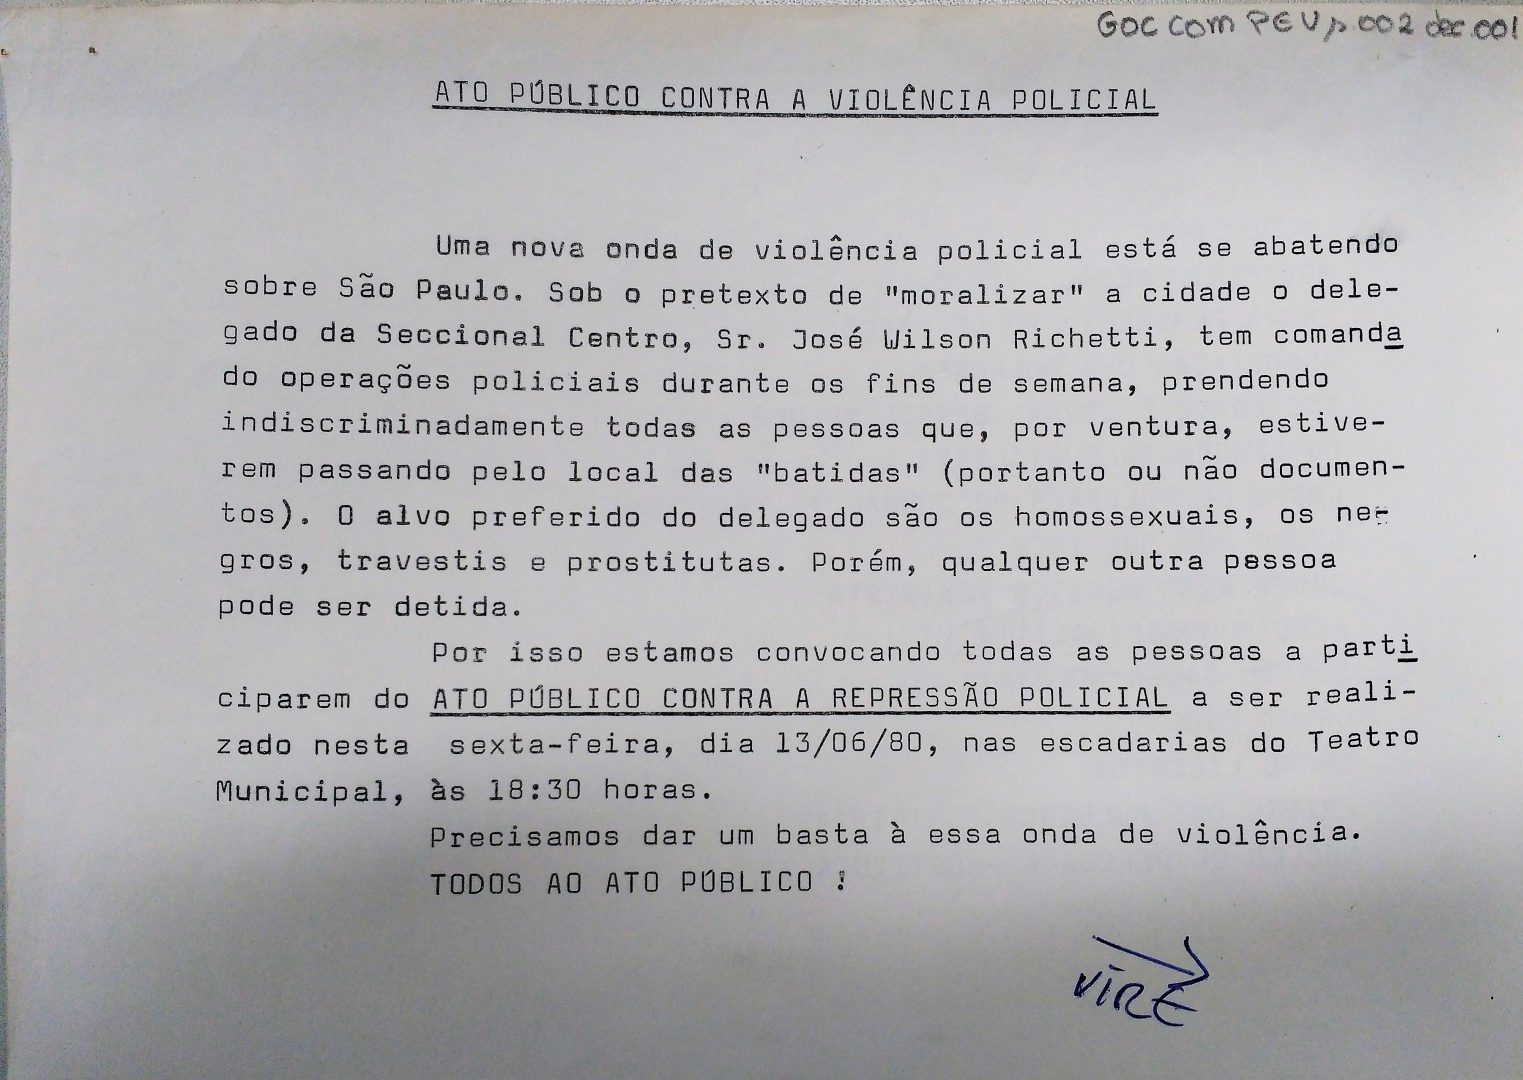 GOC COM PEV p. 002 dec.001
ATO PÚBLICO CONTRA A VIOLÊNCIA POLICIAL
Uma nova onda de violência policial está se abatendo
sobre São Paulo. Sob o pretexto de "moralizar" a cidade o dele-
gado da Seccional Centro, Sr. José Wilson Richetti, tem comanda
do operações policiais durante os fins de semana, prendendo
indiscriminadamente todas as pessoas que, por ventura, estive-
rem passando pelo local das "batidas" (portanto ou não documen-
tos). O alvo preferido do delegado são os homossexuais, os ne-
gros, travestis e prostitutas. Porém, qualquer outra pessoa
pode ser detida.
Por isso estamos convocando todas as pessoas a parti
ciparem do ATO PÚBLICO CONTRA A REPRESSÃO POLICIAL a ser reali-
zado nesta sexta-feira, dia 13/06/80, nas escadarias do Teatro
Municipal, às 18:30 horas.
Precisamos dar um basta à essa onda de violência.
TODOS AO ATO PÚBLICO !
VIRE